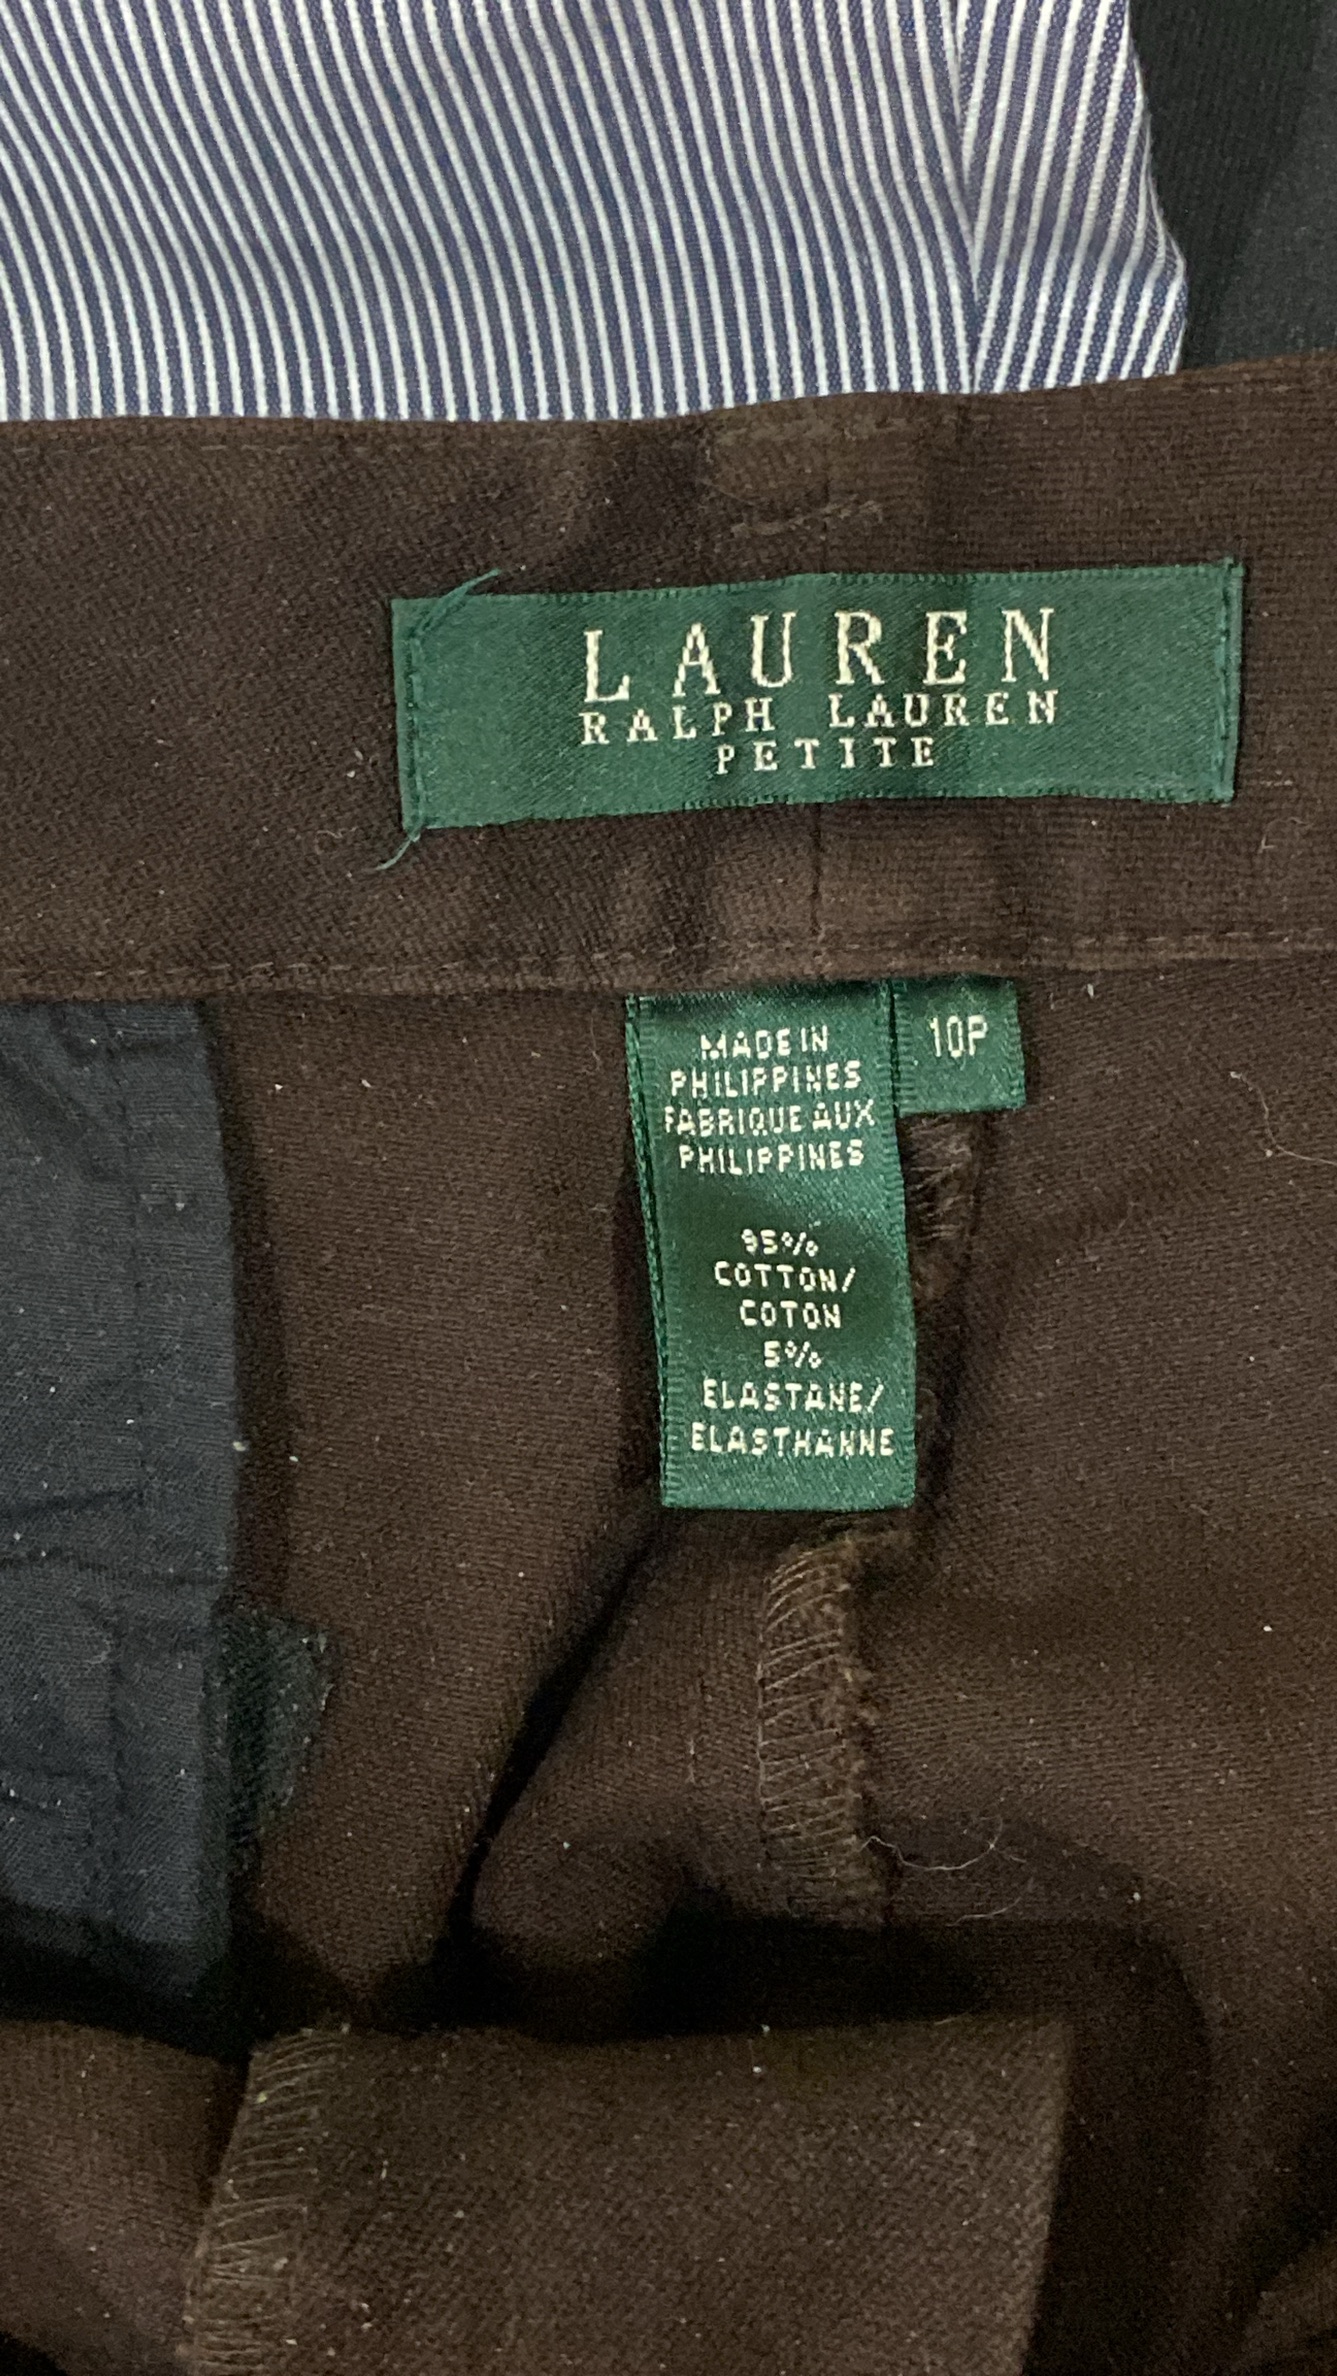 LAUREN
RALPH LAUREN
PETITE
10P
MADE IN
PHILIPPINES
FABRIQUE AUX
PHILIPPINES
95%
COTTON/
COTON
5%
ELASTANE/
ELASTHANNE